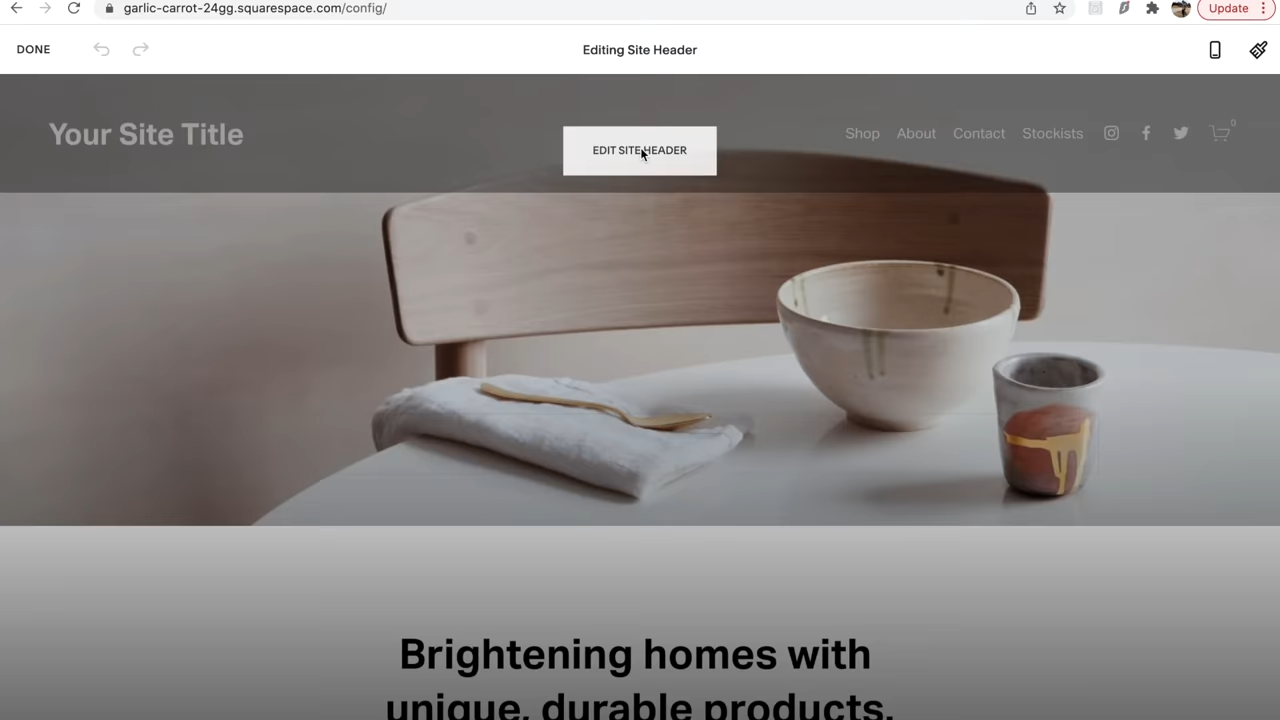 garlic-carrot-24gg.squarespace.com/config/
Update
DONE
Editing Site Header
Your Site Title
EDIT SITE HEADER
Shop About Contact Stockists
0
Brightening homes with
unique, durable products.